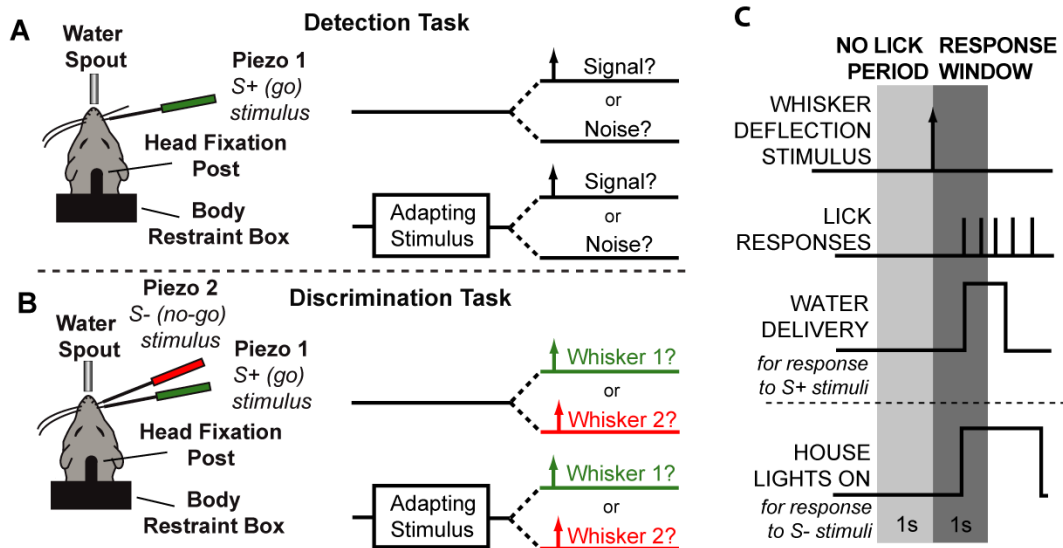 A
Detection Task
Water
Spout
Piezo 1
S+ (go)
stimulus
Head Fixation
Post
Body
Restraint Box
Signal?
or
Noise?
Adapting
Stimulus
Signal?
or
Noise?
B
Discrimination Task
Piezo 2
S- (no-go)
stimulus
Water
Spout
Piezo 1
S+ (go)
stimulus
Head Fixation
Post
Body
Restraint Box
Whisker 1?
or
Whisker 2?
Adapting
Stimulus
Whisker 1?
or
Whisker 2?
C
NO LICK
PERIOD
RESPONSE
WINDOW
WHISKER
DEFLECTION
STIMULUS
LICK
RESPONSES
WATER
DELIVERY
for response
to S+ stimuli
HOUSE
LIGHTS ON
for response
to S- stimuli
1s
1s